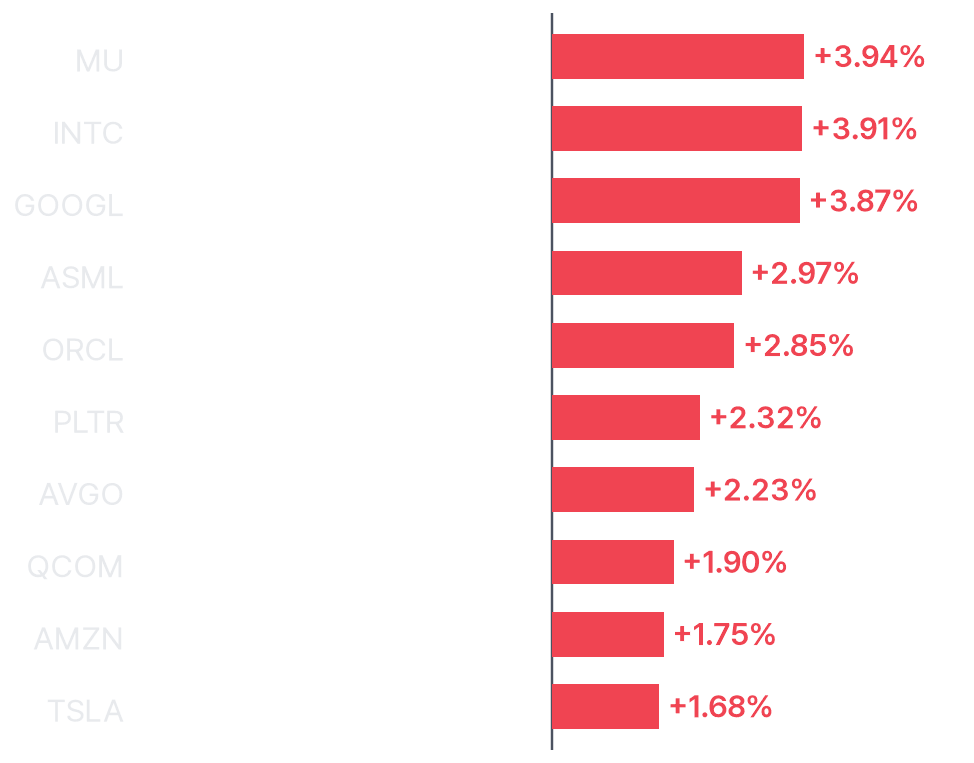 MU +3.94%
INTC +3.91%
GOOGL +3.87%
ASML +2.97%
ORCL +2.85%
PLTR +2.32%
AVGO +2.23%
QCOM +1.90%
AMZN +1.75%
TSLA +1.68%